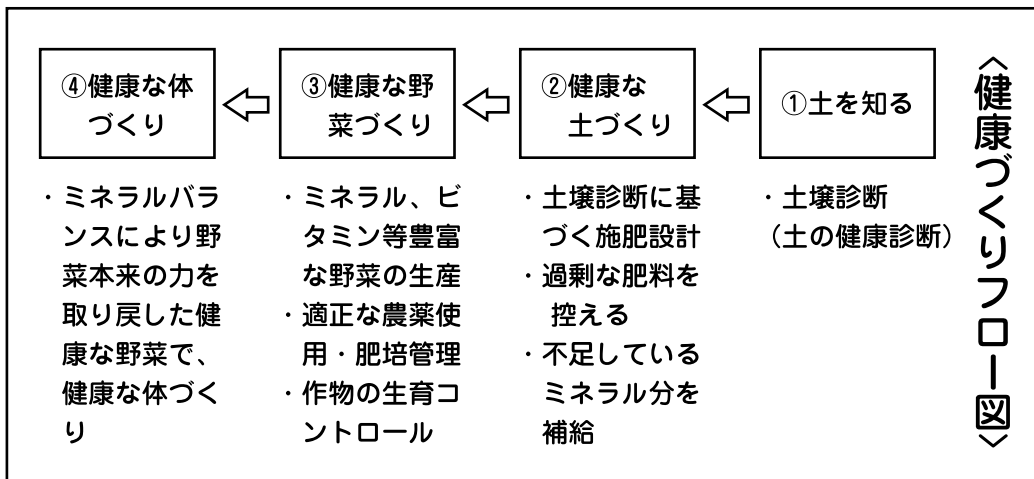 〈健康づくりフロー図〉
①土を知る
・土壌診断
（土の健康診断）
②健康な
土づくり
・土壌診断に基
づく施肥設計
・過剰な肥料を
控える
・不足している
ミネラル分を
補給
③健康な野
菜づくり
・ミネラル、ビ
タミン等豊富
な野菜の生産
・適正な農薬使
用・肥培管理
・作物の生育コ
ントロール
④健康な体
づくり
・ミネラルバラ
ンスにより野
菜本来の力を
取り戻した健
康な野菜で、
健康な体づく
り